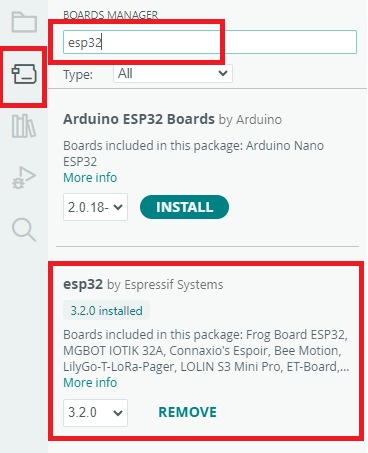 BOARDS MANAGER
esp32
Type: All
Arduino ESP32 Boards by Arduino
Boards included in this package: Arduino Nano
ESP32
More info
2.0.18- INSTALL
esp32 by Espressif Systems
3.2.0 installed
Boards included in this package: Frog Board ESP32,
MGBOT IOTIK 32A, Connaxio's Espoir, Bee Motion,
LilyGo-T-LoRa-Pager, LOLIN S3 Mini Pro, ET-Board,...
More info
3.2.0 REMOVE